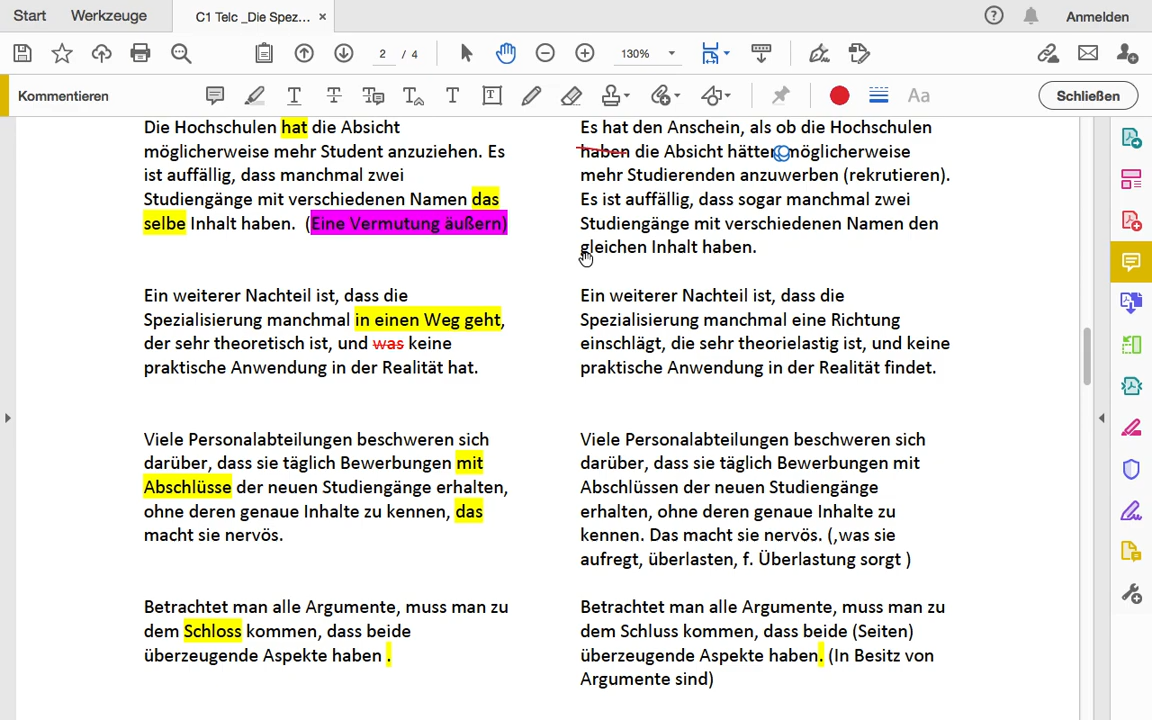 Start Werkzeuge C1 Telc _Die Spez... × Anmelden
2 / 4 130%
Kommentieren Aa Schließen
Die Hochschulen hat die Absicht
möglicherweise mehr Student anzuziehen. Es
ist auffällig, dass manchmal zwei
Studiengänge mit verschiedenen Namen das
selbe Inhalt haben. (Eine Vermutung äußern)
Ein weiterer Nachteil ist, dass die
Spezialisierung manchmal in einen Weg geht,
der sehr theoretisch ist, und was keine
praktische Anwendung in der Realität hat.
Viele Personalabteilungen beschweren sich
darüber, dass sie täglich Bewerbungen mit
Abschlüsse der neuen Studiengänge erhalten,
ohne deren genaue Inhalte zu kennen, das
macht sie nervös.
Betrachtet man alle Argumente, muss man zu
dem Schloss kommen, dass beide
überzeugende Aspekte haben .
Es hat den Anschein, als ob die Hochschulen
haben die Absicht hätten möglicherweise
mehr Studierenden anzuwerben (rekrutieren).
Es ist auffällig, dass sogar manchmal zwei
Studiengänge mit verschiedenen Namen den
gleichen Inhalt haben.
Ein weiterer Nachteil ist, dass die
Spezialisierung manchmal eine Richtung
einschlägt, die sehr theorielastig ist, und keine
praktische Anwendung in der Realität findet.
Viele Personalabteilungen beschweren sich
darüber, dass sie täglich Bewerbungen mit
Abschlüssen der neuen Studiengänge
erhalten, ohne deren genaue Inhalte zu
kennen. Das macht sie nervös. (,was sie
aufregt, überlasten, f. Überlastung sorgt )
Betrachtet man alle Argumente, muss man zu
dem Schluss kommen, dass beide (Seiten)
überzeugende Aspekte haben. (In Besitz von
Argumente sind)